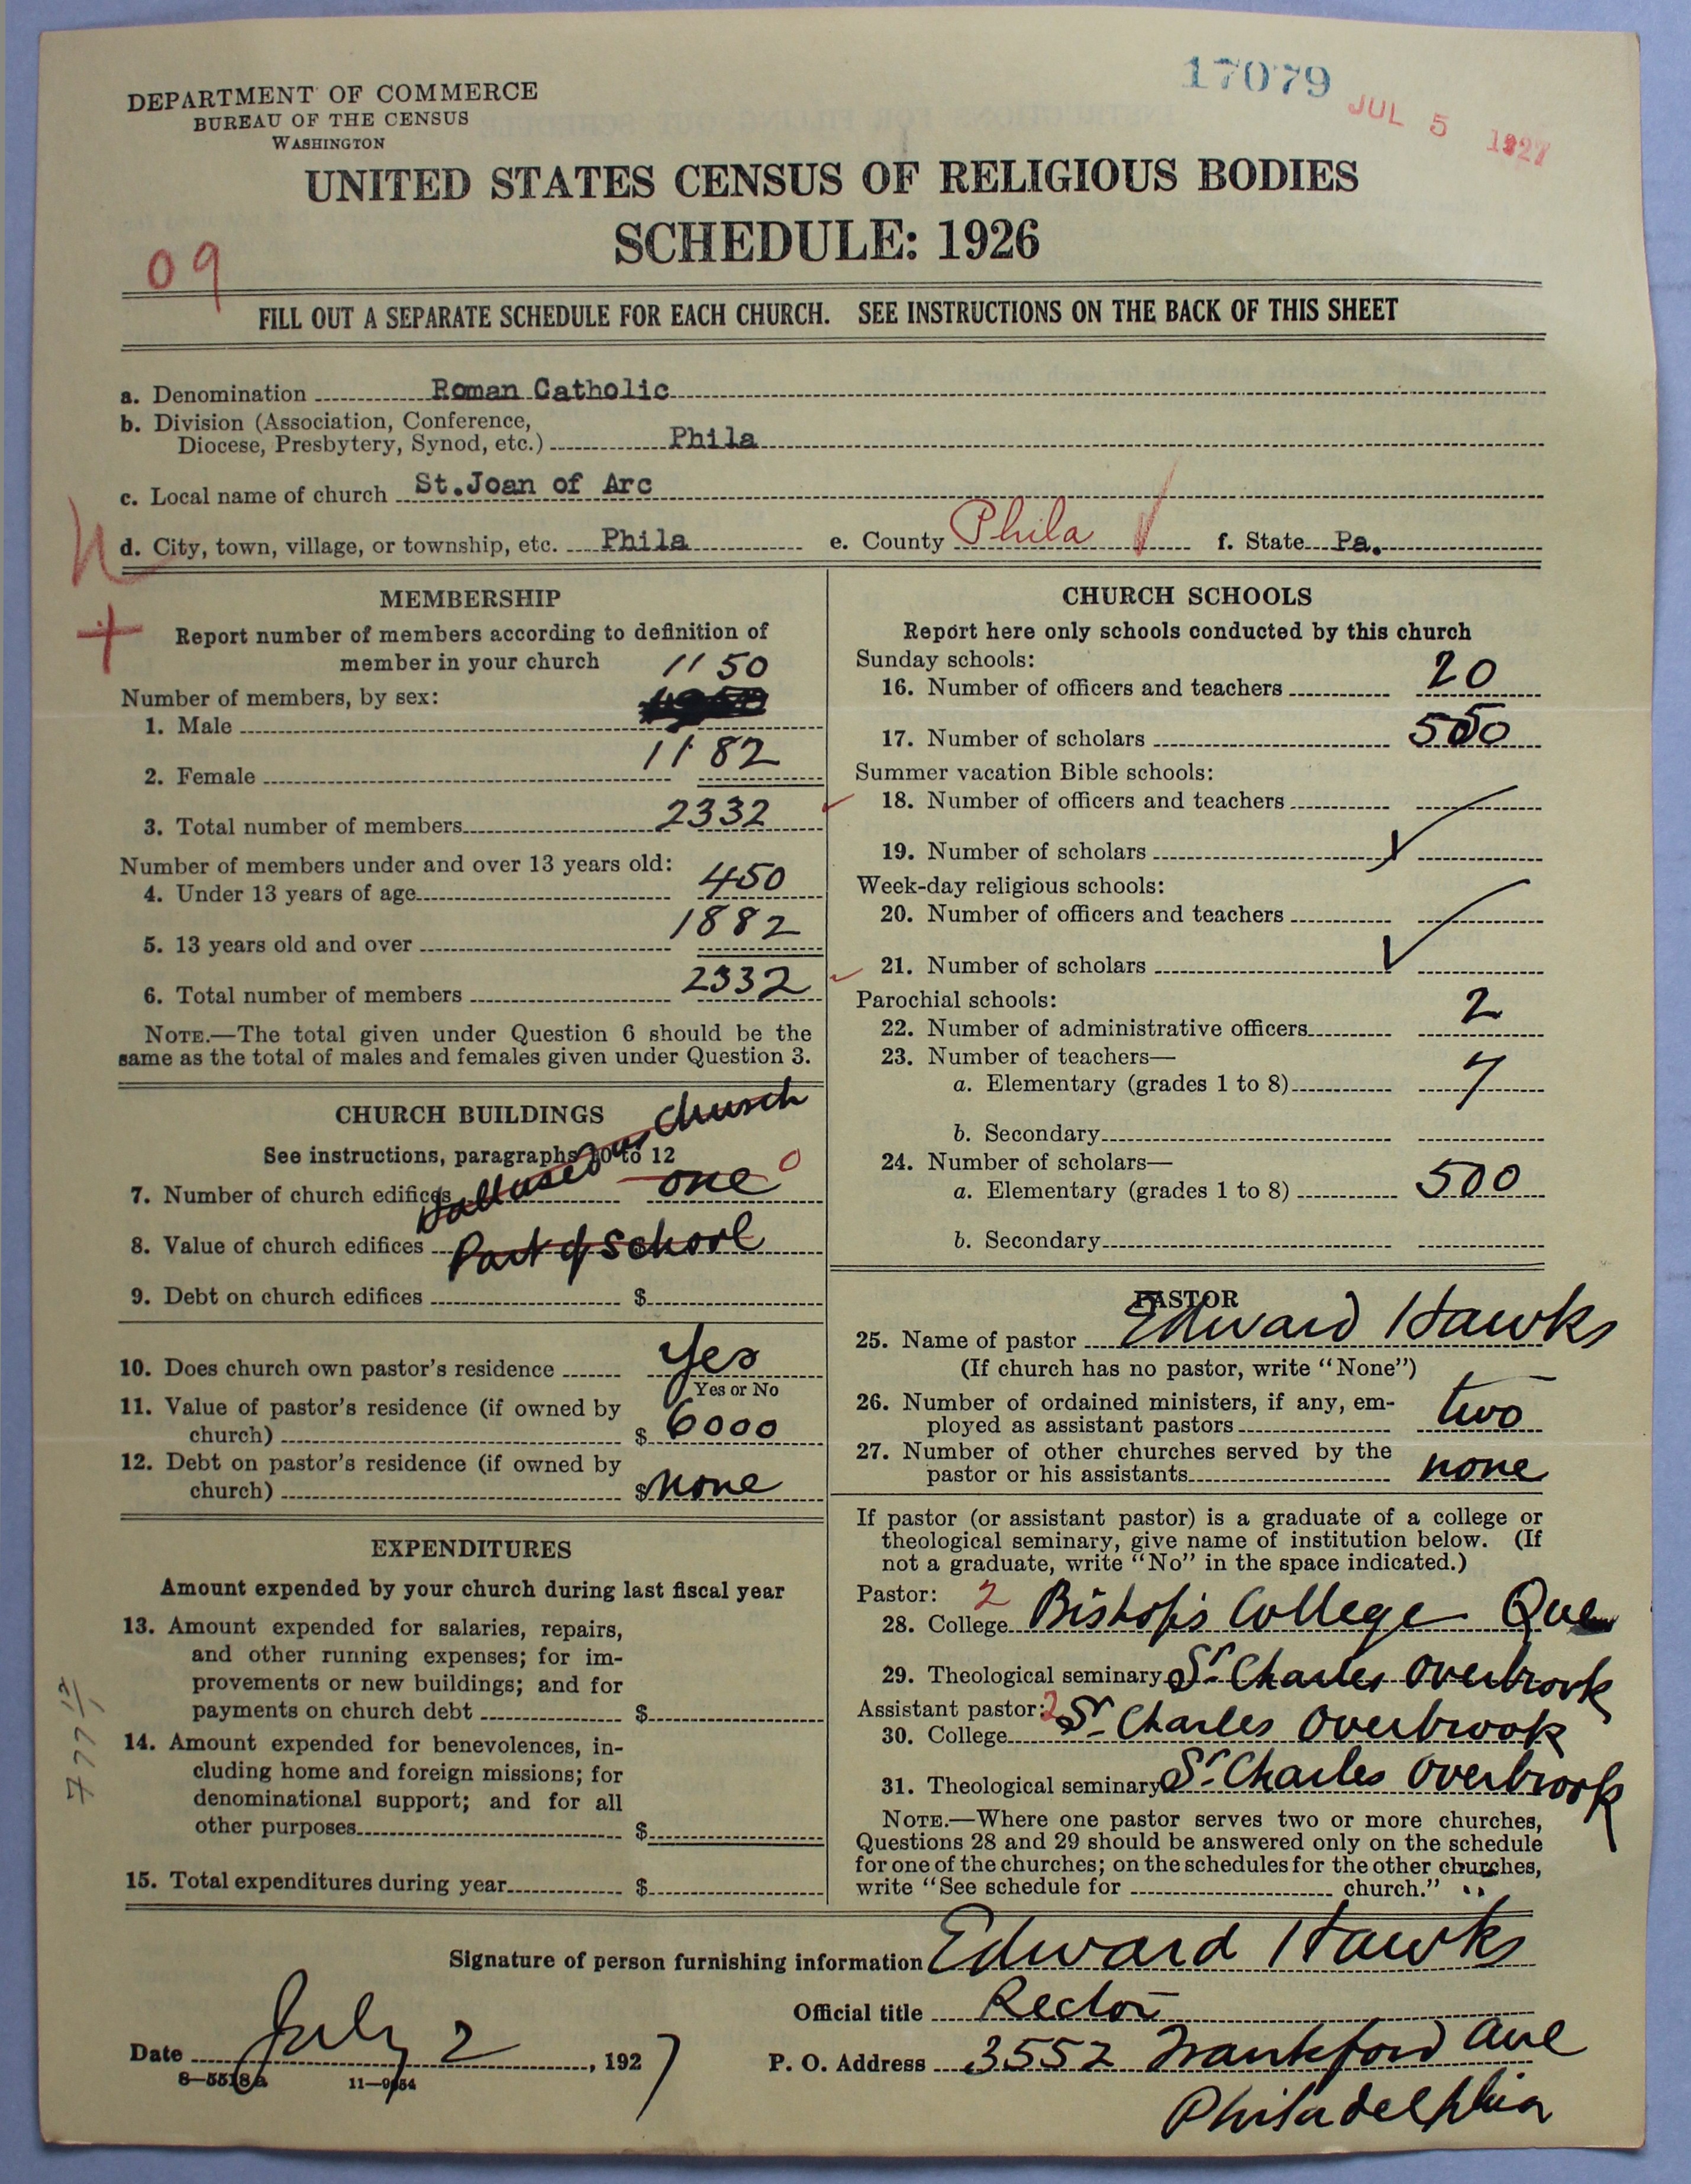 17079
JUL 5 1927
DEPARTMENT OF COMMERCE
BUREAU OF THE CENSUS
WASHINGTON
UNITED STATES CENSUS OF RELIGIOUS BODIES
SCHEDULE: 1926
09
FILL OUT A SEPARATE SCHEDULE FOR EACH CHURCH. SEE INSTRUCTIONS ON THE BACK OF THIS SHEET
a. Denomination Roman Catholic
b. Division (Association, Conference,
Diocese, Presbytery, Synod, etc.) Phila
c. Local name of church St.Joan of Arc
d. City, town, village, or township, etc. Phila e. County Phila f. State Pa.
MEMBERSHIP
Report number of members according to definition of
member in your church
Number of members, by sex:
1. Male 1150
2. Female 1182
3. Total number of members 2332
Number of members under and over 13 years old:
4. Under 13 years of age 450
5. 13 years old and over 1882
6. Total number of members 2332
NOTE.—The total given under Question 6 should be the
same as the total of males and females given under Question 3.
CHURCH BUILDINGS
See instructions, paragraphs 10 to 12
7. Number of church edifices Hall used as Church one 0
8. Value of church edifices Part of School
9. Debt on church edifices $
10. Does church own pastor's residence Yes
Yes or No
11. Value of pastor's residence (if owned by
church) $ 6000
12. Debt on pastor's residence (if owned by
church) $ none
EXPENDITURES
Amount expended by your church during last fiscal year
13. Amount expended for salaries, repairs,
and other running expenses; for im-
provements or new buildings; and for
payments on church debt $
14. Amount expended for benevolences, in-
cluding home and foreign missions; for
denominational support; and for all
other purposes $
15. Total expenditures during year $
CHURCH SCHOOLS
Report here only schools conducted by this church
Sunday schools:
16. Number of officers and teachers 20
17. Number of scholars 550
Summer vacation Bible schools:
18. Number of officers and teachers
19. Number of scholars
Week-day religious schools:
20. Number of officers and teachers
21. Number of scholars
Parochial schools:
22. Number of administrative officers 2
23. Number of teachers—
a. Elementary (grades 1 to 8) 7
b. Secondary
24. Number of scholars—
a. Elementary (grades 1 to 8) 500
b. Secondary
PASTOR
25. Name of pastor Edward Hawks
(If church has no pastor, write "None")
26. Number of ordained ministers, if any, em-
ployed as assistant pastors two
27. Number of other churches served by the
pastor or his assistants none
If pastor (or assistant pastor) is a graduate of a college or
theological seminary, give name of institution below. (If
not a graduate, write "No" in the space indicated.)
Pastor: 2
28. College Bishop's College Que
29. Theological seminary St Charles Overbrook
Assistant pastor: 2
30. College St Charles Overbrook
31. Theological seminary St Charles Overbrook
NOTE.—Where one pastor serves two or more churches,
Questions 28 and 29 should be answered only on the schedule
for one of the churches; on the schedules for the other churches,
write "See schedule for church."
Signature of person furnishing information Edward Hawks
Official title Rector
Date July 2, 1927
P. O. Address 3552 Frankford Ave
Philadelphia
8—5518a 11—9654